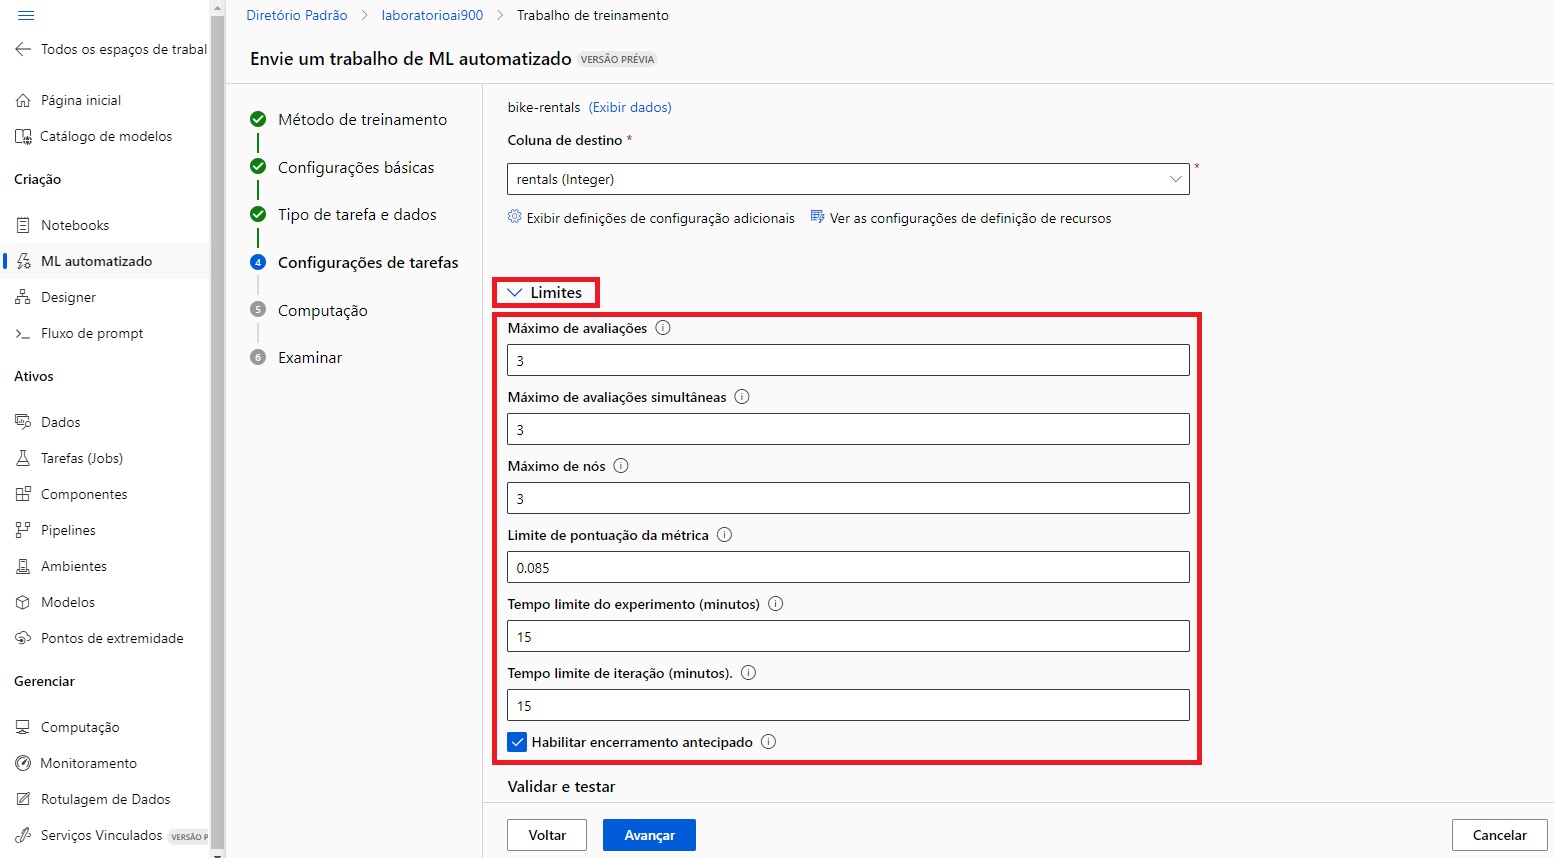 Diretório Padrão > laboratorioai900 > Trabalho de treinamento
Todos os espaços de trabal
Envie um trabalho de ML automatizado VERSÃO PRÉVIA
Página inicial
Catálogo de modelos
Criação
Notebooks
ML automatizado
Designer
Fluxo de prompt
Ativos
Dados
Tarefas (Jobs)
Componentes
Pipelines
Ambientes
Modelos
Pontos de extremidade
Gerenciar
Computação
Monitoramento
Rotulagem de Dados
Serviços Vinculados VERSÃO P
Método de treinamento
Configurações básicas
Tipo de tarefa e dados
4 Configurações de tarefas
5 Computação
6 Examinar
bike-rentals (Exibir dados)
Coluna de destino *
rentals (Integer) *
Exibir definições de configuração adicionais Ver as configurações de definição de recursos
Limites
Máximo de avaliações
3
Máximo de avaliações simultâneas
3
Máximo de nós
3
Limite de pontuação da métrica
0.085
Tempo limite do experimento (minutos)
15
Tempo limite de iteração (minutos).
15
Habilitar encerramento antecipado
Validar e testar
Voltar Avançar Cancelar